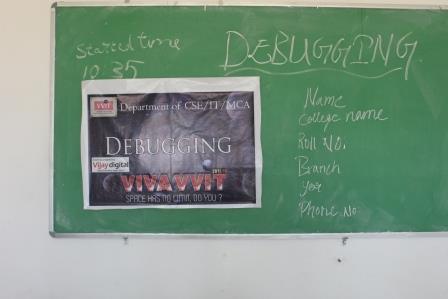 Started time
10:35
DEBUGGING
VVIT
Department of CSE/IT/MCA
DEBUGGING
Vijay digital
VIVAVVIT
SPACE HAS NO LIMIT, DO YOU ?
Name
College name
Roll No.
Branch
Year
Phone No